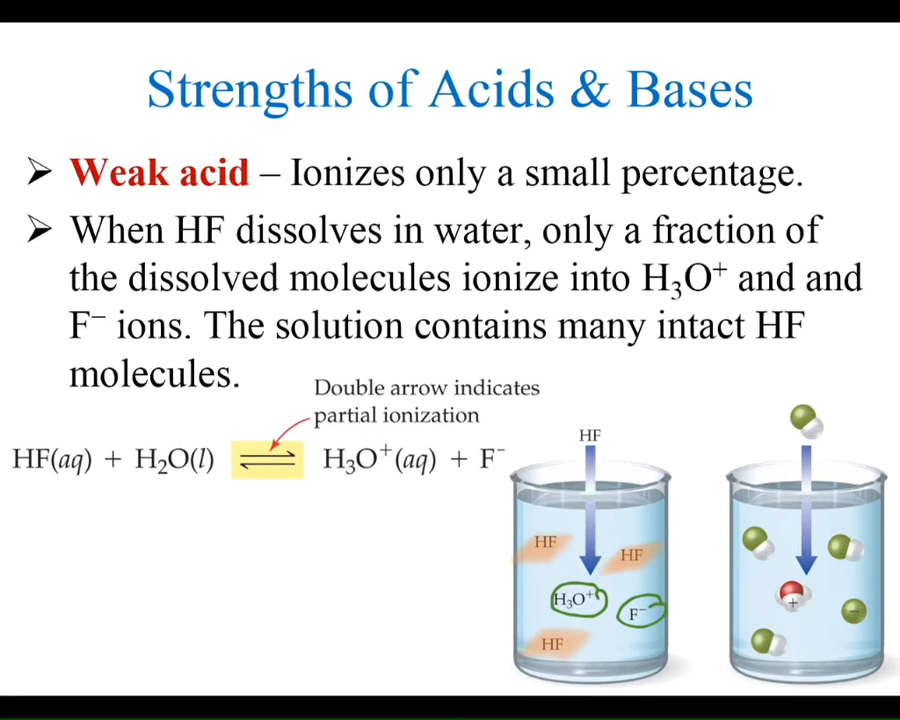 Strengths of Acids & Bases
➢ Weak acid – Ionizes only a small percentage.
➢ When HF dissolves in water, only a fraction of
the dissolved molecules ionize into H₃O⁺ and and
F⁻ ions. The solution contains many intact HF
molecules.
Double arrow indicates
partial ionization
HF(aq) + H₂O(l) ⇌ H₃O⁺(aq) + F⁻
HF
HF
HF
H₃O⁺
F⁻
HF
+
−